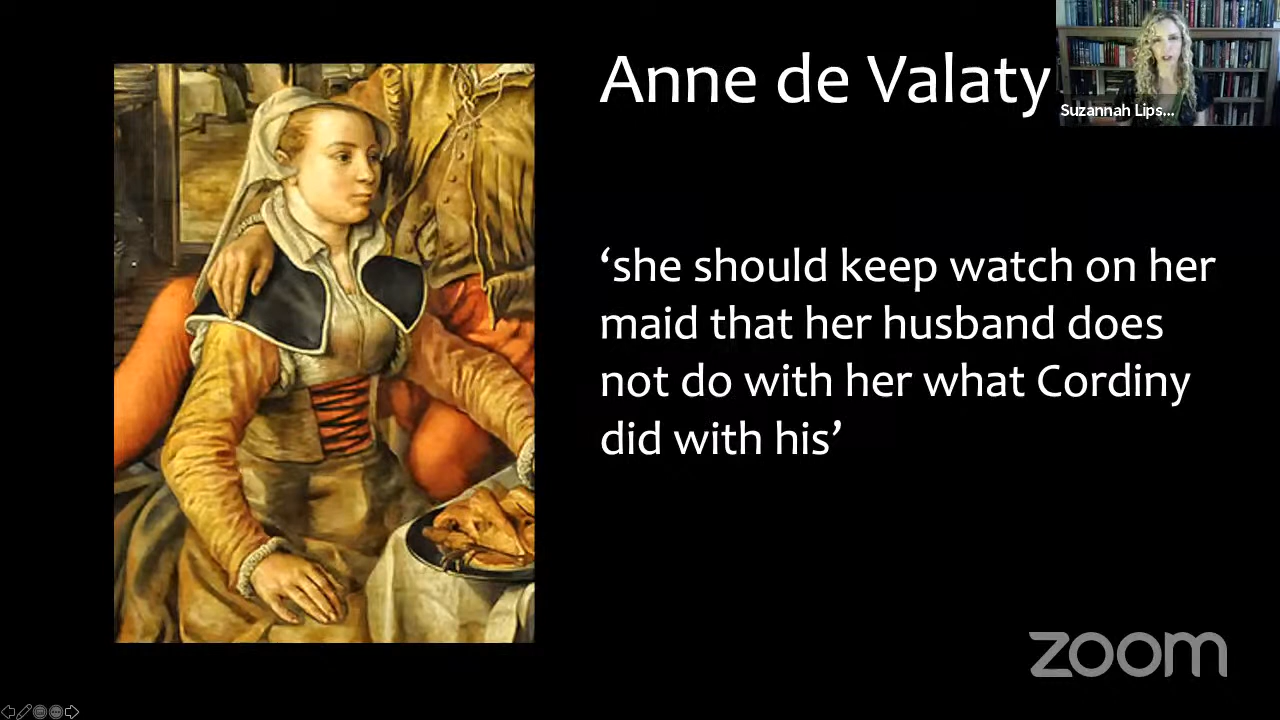 Anne de Valaty
Suzannah Lips...
‘she should keep watch on her
maid that her husband does
not do with her what Cordiny
did with his’
zoom